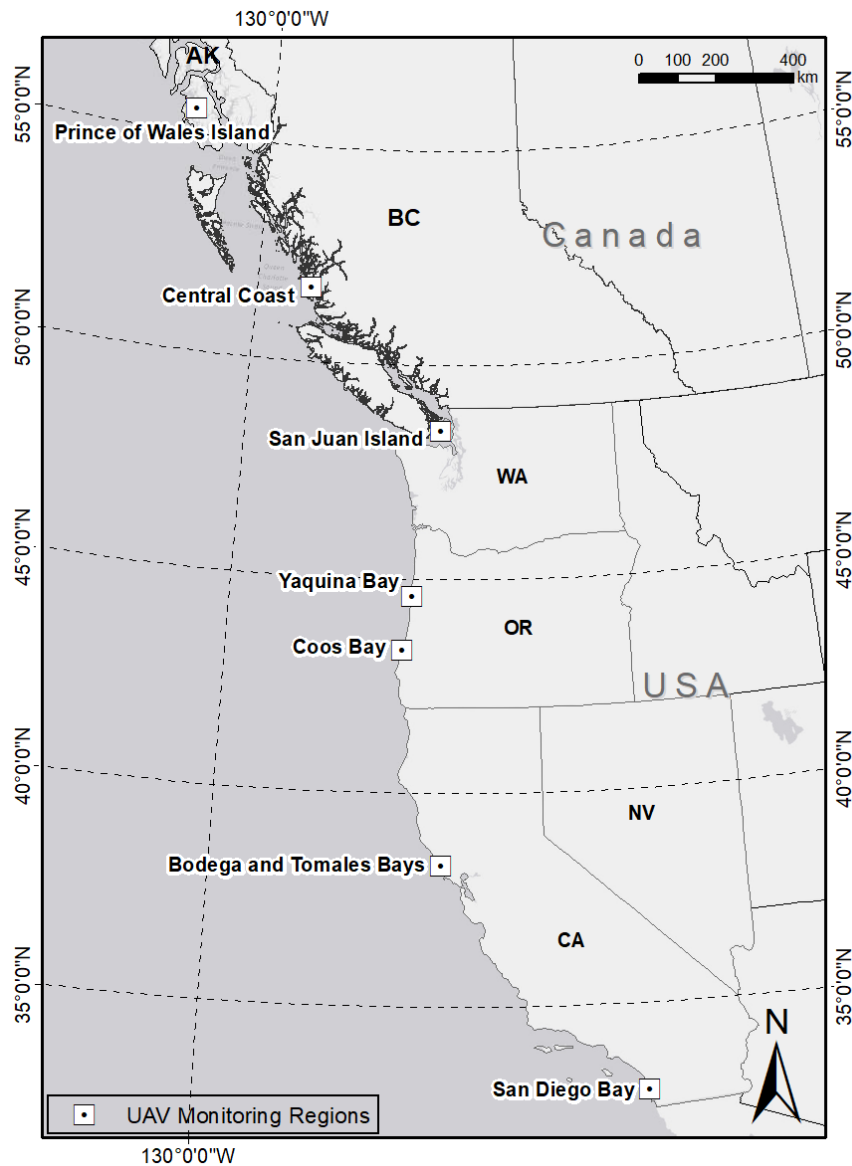 130°0'0"W
AK
0 100 200 400
km
55°0'0"N
55°0'0"N
Prince of Wales Island
BC
Canada
Central Coast
50°0'0"N
50°0'0"N
San Juan Island
WA
45°0'0"N
45°0'0"N
Yaquina Bay
OR
Coos Bay
USA
40°0'0"N
40°0'0"N
NV
Bodega and Tomales Bays
CA
35°0'0"N
35°0'0"N
N
San Diego Bay
UAV Monitoring Regions
130°0'0"W